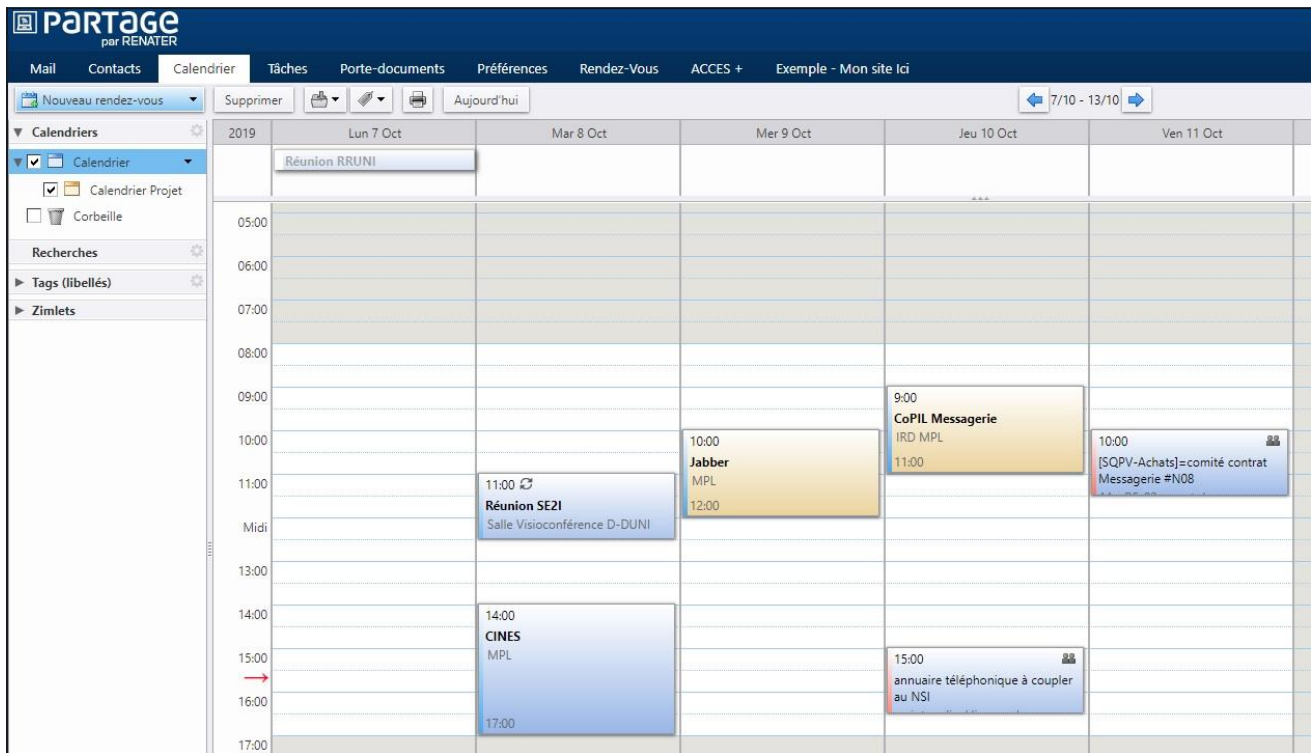 PARTAGE
par RENATER
Mail Contacts Calendrier Tâches Porte-documents Préférences Rendez-Vous ACCES + Exemple - Mon site Ici
Nouveau rendez-vous Supprimer Aujourd'hui 7/10 - 13/10
Calendriers
Calendrier
Calendrier Projet
Corbeille
Recherches
Tags (libellés)
Zimlets
2019 Lun 7 Oct Mar 8 Oct Mer 9 Oct Jeu 10 Oct Ven 11 Oct
Réunion RRUNI
05:00
06:00
07:00
08:00
09:00
10:00
11:00
Midi
13:00
14:00
15:00
16:00
17:00
11:00
Réunion SE2I
Salle Visioconférence D-DUNI
14:00
CINES
MPL
17:00
10:00
Jabber
MPL
12:00
9:00
CoPIL Messagerie
IRD MPL
11:00
15:00
annuaire téléphonique à coupler
au NSI
10:00
[SQPV-Achats]=comité contrat
Messagerie #N08